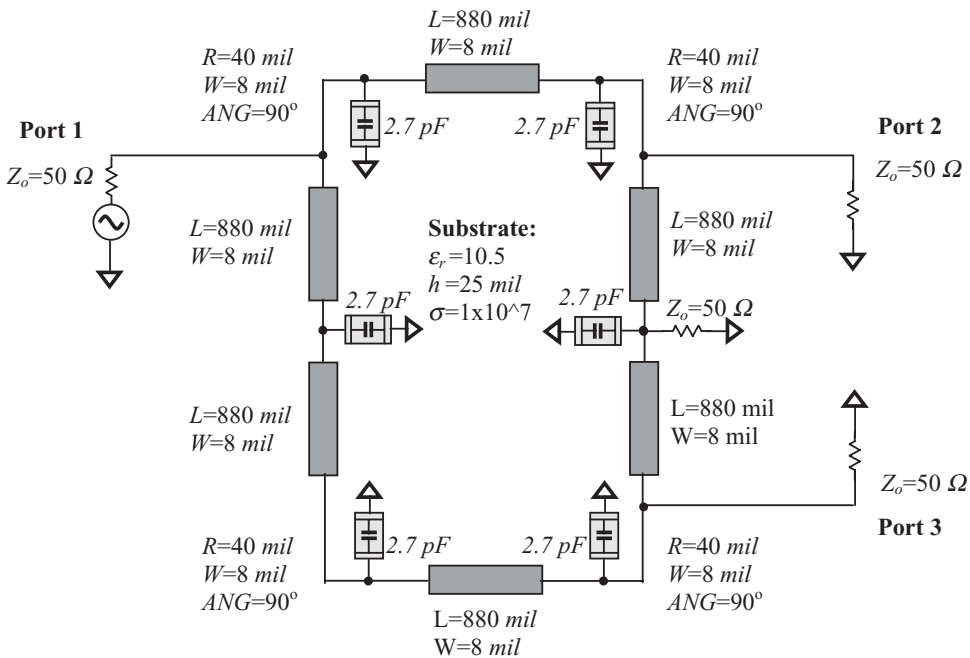 L=880 mil
W=8 mil
R=40 mil
W=8 mil
ANG=90°
R=40 mil
W=8 mil
ANG=90°
2.7 pF
2.7 pF
Port 1
Port 2
Zo=50 Ω
Zo=50 Ω
L=880 mil
W=8 mil
Substrate:
εr=10.5
h=25 mil
σ=1x10^7
L=880 mil
W=8 mil
2.7 pF
2.7 pF
Zo=50 Ω
L=880 mil
W=8 mil
L=880 mil
W=8 mil
Zo=50 Ω
Port 3
2.7 pF
2.7 pF
R=40 mil
W=8 mil
ANG=90°
R=40 mil
W=8 mil
ANG=90°
L=880 mil
W=8 mil